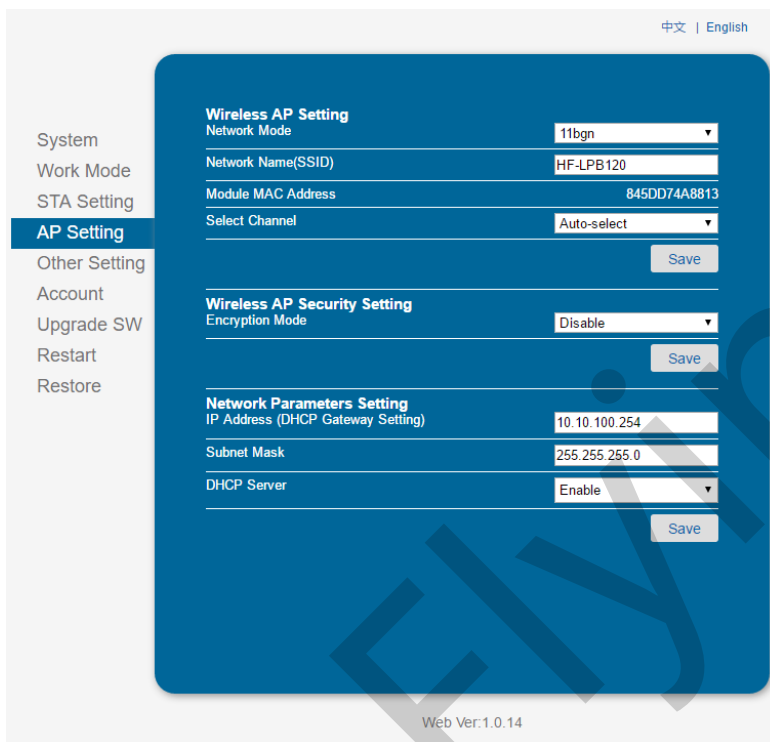 中文 | English
System
Work Mode
STA Setting
AP Setting
Other Setting
Account
Upgrade SW
Restart
Restore
Wireless AP Setting
Network Mode 11bgn
Network Name(SSID) HF-LPB120
Module MAC Address 845DD74A8813
Select Channel Auto-select
Save
Wireless AP Security Setting
Encryption Mode Disable
Save
Network Parameters Setting
IP Address (DHCP Gateway Setting) 10.10.100.254
Subnet Mask 255.255.255.0
DHCP Server Enable
Save
Web Ver:1.0.14